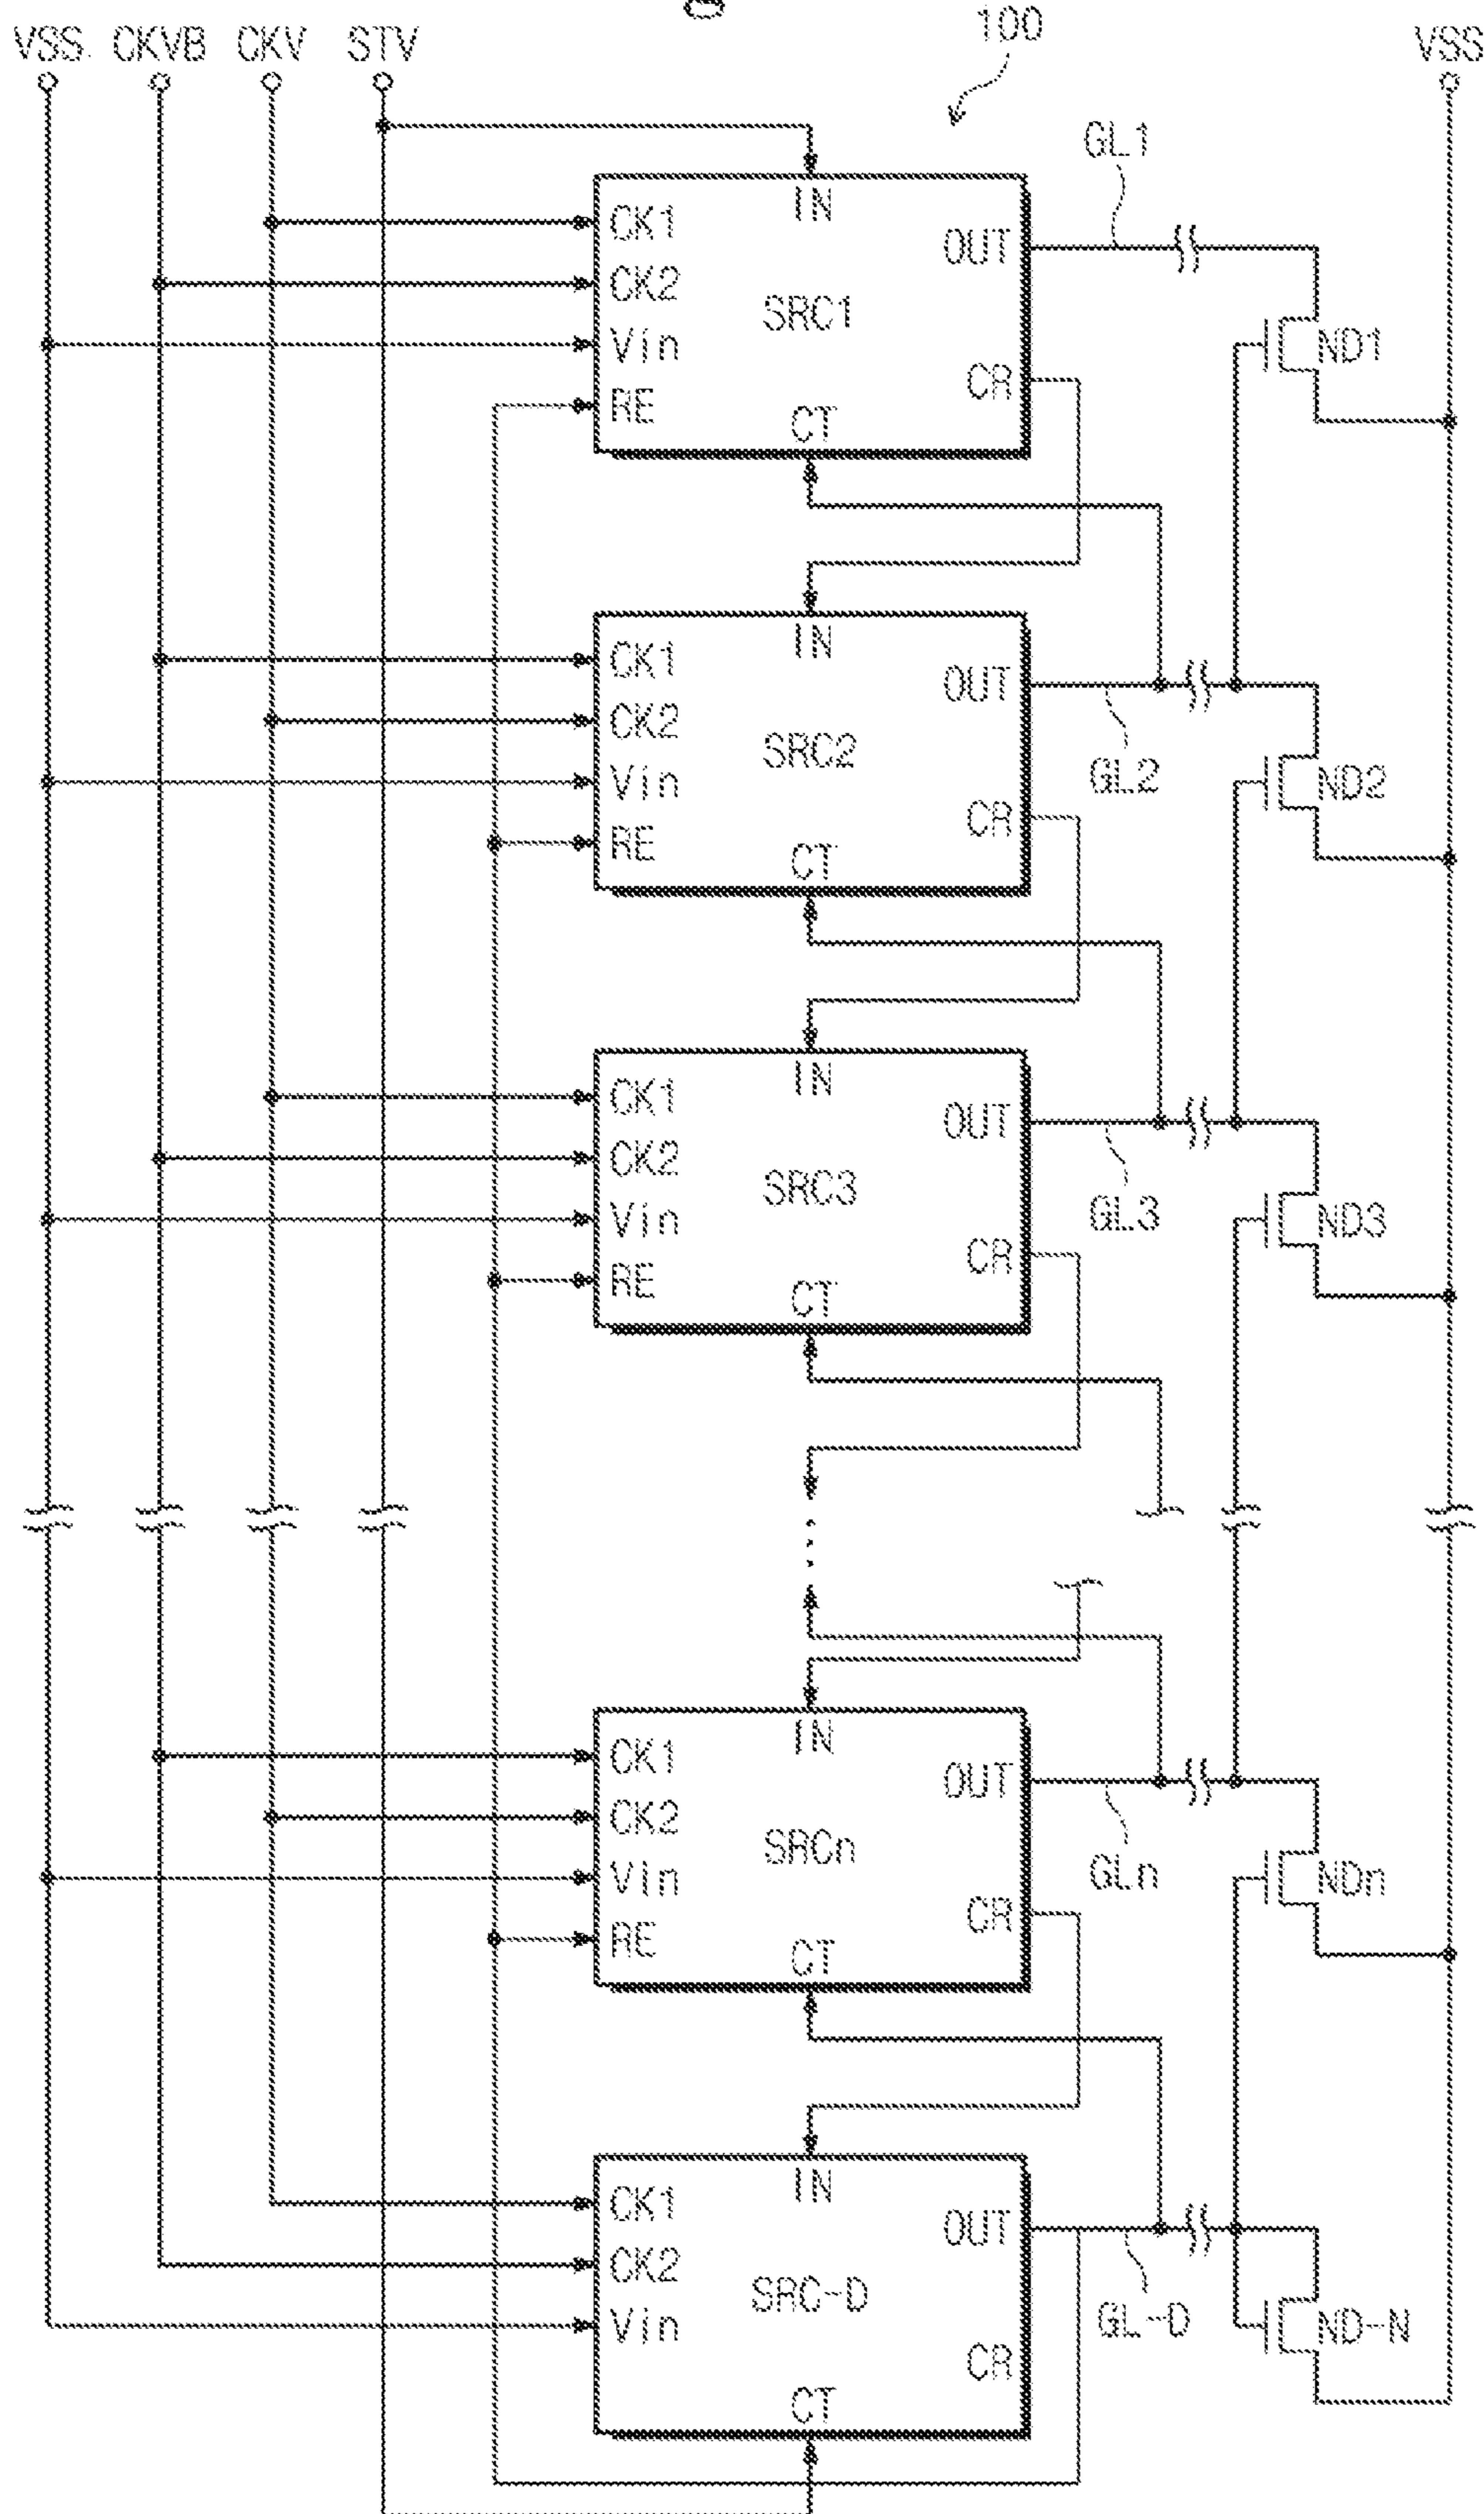 100
VSS CKVB CKV STV VSS
GL1
IN
CK1
OUT
CK2
SRC1
Vin
ND1
CR
RE
CT
IN
CK1
OUT
CK2
SRC2
GL2
Vin
ND2
CR
RE
CT
IN
CK1
OUT
CK2
SRC3
GL3
Vin
ND3
CR
RE
CT
IN
CK1
OUT
CK2
SRCn
GLn
Vin
NDn
CR
RE
CT
IN
CK1
OUT
CK2
SRC-D
GL-D
Vin
ND-N
CR
CT